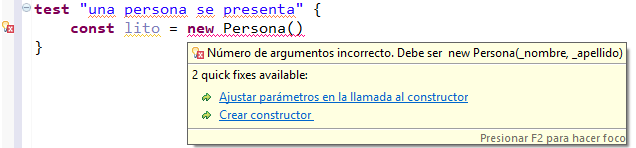 test "una persona se presenta" {
const lito = new Persona()
}
Número de argumentos incorrecto. Debe ser new Persona(_nombre, _apellido)
2 quick fixes available:
Ajustar parámetros en la llamada al constructor
Crear constructor
Presionar F2 para hacer foco